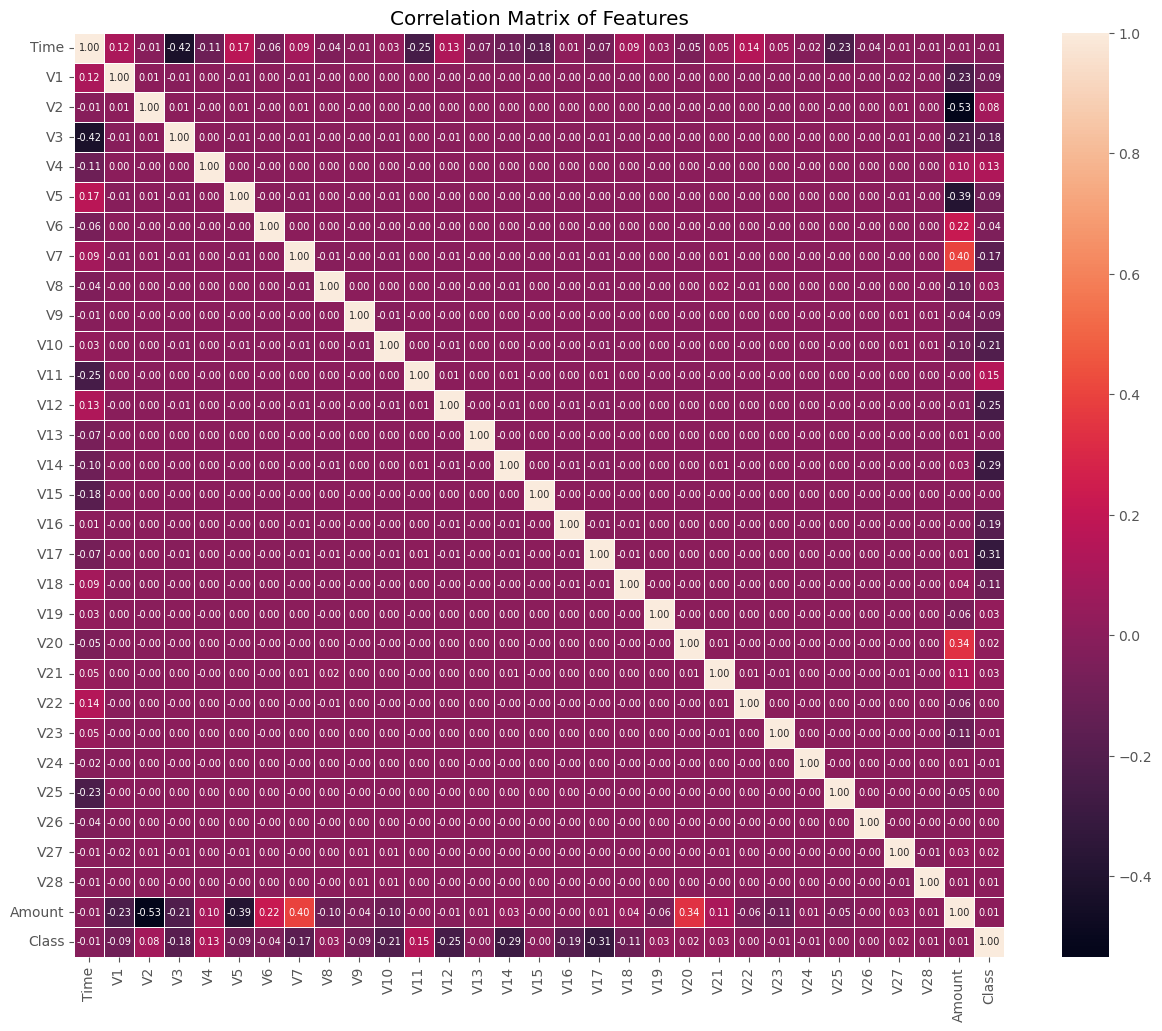 Correlation Matrix of Features
Time 1.00 0.12 -0.01 -0.42 -0.11 0.17 -0.06 0.09 -0.04 -0.01 0.03 -0.25 0.13 -0.07 -0.10 -0.18 0.01 -0.07 0.09 0.03 -0.05 0.05 0.14 0.05 -0.02 -0.23 -0.04 -0.01 -0.01 -0.01 -0.01
V1 0.12 1.00 0.01 -0.01 0.00 -0.01 0.00 -0.01 -0.00 0.00 -0.00 0.00 -0.00 -0.00 -0.00 -0.00 -0.00 -0.00 -0.00 0.00 -0.00 0.00 -0.00 -0.00 -0.00 -0.00 -0.00 -0.02 -0.00 -0.23 -0.09
V2 -0.01 0.01 1.00 0.01 -0.00 0.01 -0.00 0.01 0.00 -0.00 0.00 -0.00 0.00 0.00 -0.00 0.00 0.00 -0.00 0.00 -0.00 0.00 -0.00 0.00 0.00 0.00 -0.00 0.00 0.01 0.00 -0.53 0.08
V3 -0.42 -0.01 0.01 1.00 0.00 -0.01 -0.00 -0.01 -0.00 0.00 -0.01 0.00 -0.01 0.00 0.00 -0.00 -0.00 -0.00 -0.00 0.00 -0.00 0.00 -0.00 -0.00 0.00 -0.00 -0.00 -0.01 -0.00 -0.21 -0.18
V4 -0.11 0.00 -0.00 0.00 1.00 0.00 -0.00 0.00 0.00 0.00 0.00 0.00 0.00 0.00 0.00 0.00 0.00 0.00 0.00 -0.00 0.00 -0.00 0.00 0.00 0.00 -0.00 -0.00 0.00 -0.00 0.10 0.13
V5 0.17 -0.01 0.01 -0.01 0.00 1.00 -0.00 -0.01 0.00 0.00 -0.01 0.00 -0.00 0.00 0.00 -0.00 -0.00 -0.00 -0.00 0.00 -0.00 0.00 -0.00 -0.00 -0.00 -0.00 0.00 -0.01 -0.00 -0.39 -0.09
V6 -0.06 0.00 -0.00 -0.00 -0.00 -0.00 1.00 0.00 -0.00 0.00 0.00 -0.00 0.00 -0.00 0.00 -0.00 0.00 0.00 0.00 -0.00 0.00 -0.00 0.00 0.00 -0.00 0.00 -0.00 0.00 -0.00 0.22 -0.04
V7 0.09 -0.01 0.01 -0.01 0.00 -0.01 0.00 1.00 -0.01 -0.00 -0.01 0.00 -0.01 0.00 0.00 -0.00 -0.00 -0.01 -0.00 0.00 -0.00 0.01 -0.00 -0.00 -0.00 0.00 -0.00 -0.00 0.00 0.40 -0.17
V8 -0.04 -0.00 0.00 -0.00 0.00 0.00 -0.00 -0.01 1.00 0.00 0.00 0.00 -0.00 -0.00 -0.01 0.00 0.00 -0.01 0.00 -0.00 -0.00 0.02 -0.01 0.00 -0.00 -0.00 -0.00 0.00 -0.00 -0.10 0.03
V9 -0.01 0.00 -0.00 0.00 0.00 0.00 0.00 -0.00 0.00 1.00 -0.01 0.00 -0.00 0.00 0.00 -0.00 -0.00 -0.00 0.00 0.00 -0.00 0.00 -0.00 -0.00 -0.00 0.00 -0.00 0.01 0.01 -0.04 -0.09
V10 0.03 -0.00 0.00 -0.01 0.00 -0.01 0.00 -0.01 0.00 -0.01 1.00 0.00 -0.01 0.00 0.00 0.00 -0.00 -0.01 0.00 0.00 -0.00 0.00 -0.00 -0.00 -0.00 -0.00 -0.00 0.01 0.01 -0.10 -0.21
V11 -0.25 0.00 -0.00 0.00 0.00 0.00 -0.00 0.00 0.00 0.00 0.00 1.00 0.01 0.00 0.01 -0.00 0.00 0.01 0.00 -0.00 0.00 -0.00 0.00 0.00 0.00 -0.00 -0.00 -0.00 -0.00 -0.00 0.15
V12 0.13 -0.00 0.00 -0.01 0.00 -0.00 0.00 -0.01 -0.00 -0.00 -0.01 0.01 1.00 -0.00 -0.01 0.00 -0.01 -0.01 -0.00 0.00 -0.00 0.00 -0.00 -0.00 -0.00 0.00 0.00 -0.00 0.00 -0.01 -0.25
V13 -0.07 -0.00 0.00 0.00 0.00 0.00 -0.00 0.00 -0.00 0.00 0.00 0.00 -0.00 1.00 -0.00 0.00 -0.00 -0.00 0.00 -0.00 0.00 -0.00 0.00 0.00 0.00 -0.00 -0.00 -0.00 -0.00 0.01 -0.00
V14 -0.10 -0.00 -0.00 0.00 0.00 0.00 0.00 0.00 -0.01 0.00 0.00 0.01 -0.01 -0.00 1.00 0.00 -0.01 -0.01 -0.00 0.00 -0.00 0.01 -0.00 0.00 0.00 -0.00 -0.00 0.00 0.00 0.03 -0.29
V15 -0.18 -0.00 0.00 -0.00 0.00 -0.00 -0.00 -0.00 0.00 -0.00 0.00 -0.00 0.00 0.00 0.00 1.00 -0.00 -0.00 -0.00 0.00 -0.00 0.00 -0.00 -0.00 -0.00 0.00 0.00 -0.00 -0.00 -0.00 -0.00
V16 0.01 -0.00 0.00 -0.00 0.00 -0.00 0.00 -0.00 0.00 -0.00 -0.00 0.00 -0.01 -0.00 -0.01 -0.00 1.00 -0.01 -0.01 0.00 -0.00 0.00 -0.00 -0.00 -0.00 0.00 -0.00 0.00 0.00 -0.00 -0.19
V17 -0.07 -0.00 -0.00 -0.00 0.00 -0.00 0.00 -0.01 -0.01 -0.00 -0.01 0.01 -0.01 -0.00 -0.01 -0.00 -0.01 1.00 -0.01 0.00 -0.00 0.00 -0.00 0.00 -0.00 0.00 0.00 -0.00 -0.00 0.01 -0.31
V18 0.09 -0.00 0.00 -0.00 0.00 -0.00 0.00 -0.00 0.00 0.00 0.00 0.00 -0.00 0.00 -0.00 -0.00 -0.01 -0.01 1.00 -0.00 -0.00 -0.00 0.00 -0.00 -0.00 0.00 0.00 -0.00 0.00 0.04 -0.11
V19 0.03 0.00 -0.00 0.00 -0.00 0.00 -0.00 0.00 -0.00 0.00 0.00 -0.00 0.00 -0.00 0.00 0.00 0.00 0.00 -0.00 1.00 -0.00 0.00 -0.00 -0.00 0.00 0.00 0.00 -0.00 -0.00 -0.06 0.03
V20 -0.05 -0.00 0.00 -0.00 0.00 -0.00 0.00 -0.00 -0.00 -0.00 -0.00 0.00 -0.00 0.00 -0.00 -0.00 -0.00 -0.00 -0.00 -0.00 1.00 0.01 -0.00 -0.00 -0.00 0.00 -0.00 -0.00 -0.00 0.34 0.02
V21 0.05 0.00 -0.00 0.00 -0.00 0.00 -0.00 0.01 0.02 0.00 0.00 -0.00 0.00 -0.00 0.01 0.00 0.00 0.00 -0.00 0.00 0.01 1.00 0.01 -0.01 0.00 -0.00 0.00 -0.01 0.00 0.11 0.03
V22 0.14 -0.00 0.00 -0.00 0.00 -0.00 0.00 -0.00 -0.01 -0.00 -0.00 0.00 -0.00 0.00 -0.00 -0.00 -0.00 -0.00 0.00 -0.00 -0.00 0.01 1.00 0.00 0.00 -0.00 -0.00 0.00 -0.00 -0.06 0.00
V23 0.05 -0.00 0.00 -0.00 0.00 -0.00 0.00 -0.00 0.00 -0.00 -0.00 0.00 -0.00 0.00 0.00 -0.00 -0.00 0.00 -0.00 -0.00 -0.00 -0.01 0.00 1.00 0.00 -0.00 0.00 -0.00 0.00 -0.11 -0.01
V24 -0.02 -0.00 0.00 0.00 0.00 -0.00 -0.00 -0.00 -0.00 -0.00 -0.00 0.00 -0.00 0.00 0.00 -0.00 -0.00 -0.00 -0.00 0.00 -0.00 0.00 0.00 0.00 1.00 -0.00 -0.00 0.00 0.00 0.01 -0.01
V25 -0.23 -0.00 -0.00 -0.00 -0.00 -0.00 0.00 0.00 -0.00 0.00 -0.00 -0.00 0.00 -0.00 -0.00 0.00 0.00 0.00 0.00 0.00 0.00 -0.00 -0.00 -0.00 -0.00 1.00 0.00 -0.00 -0.00 -0.05 0.00
V26 -0.04 -0.00 0.00 -0.00 -0.00 0.00 -0.00 -0.00 -0.00 -0.00 -0.00 -0.00 0.00 -0.00 -0.00 0.00 -0.00 0.00 0.00 0.00 -0.00 0.00 -0.00 0.00 -0.00 0.00 1.00 -0.00 -0.00 -0.00 0.00
V27 -0.01 -0.02 0.01 -0.01 0.00 -0.01 0.00 -0.00 0.00 0.01 0.01 -0.00 -0.00 -0.00 0.00 -0.00 0.00 -0.00 -0.00 -0.00 -0.00 -0.01 0.00 -0.00 0.00 -0.00 -0.00 1.00 -0.01 0.03 0.02
V28 -0.01 -0.00 0.00 -0.00 -0.00 -0.00 -0.00 0.00 -0.00 0.01 0.01 -0.00 0.00 -0.00 0.00 -0.00 0.00 -0.00 0.00 -0.00 -0.00 0.00 -0.00 0.00 0.00 -0.00 -0.00 -0.01 1.00 0.01 0.01
Amount -0.01 -0.23 -0.53 -0.21 0.10 -0.39 0.22 0.40 -0.10 -0.04 -0.10 -0.00 -0.01 0.01 0.03 -0.00 -0.00 0.01 0.04 -0.06 0.34 0.11 -0.06 -0.11 0.01 -0.05 -0.00 0.03 0.01 1.00 0.01
Class -0.01 -0.09 0.08 -0.18 0.13 -0.09 -0.04 -0.17 0.03 -0.09 -0.21 0.15 -0.25 -0.00 -0.29 -0.00 -0.19 -0.31 -0.11 0.03 0.02 0.03 0.00 -0.01 -0.01 0.00 0.00 0.02 0.01 0.01 1.00
Time V1 V2 V3 V4 V5 V6 V7 V8 V9 V10 V11 V12 V13 V14 V15 V16 V17 V18 V19 V20 V21 V22 V23 V24 V25 V26 V27 V28 Amount Class
1.0
0.8
0.6
0.4
0.2
0.0
−0.2
−0.4